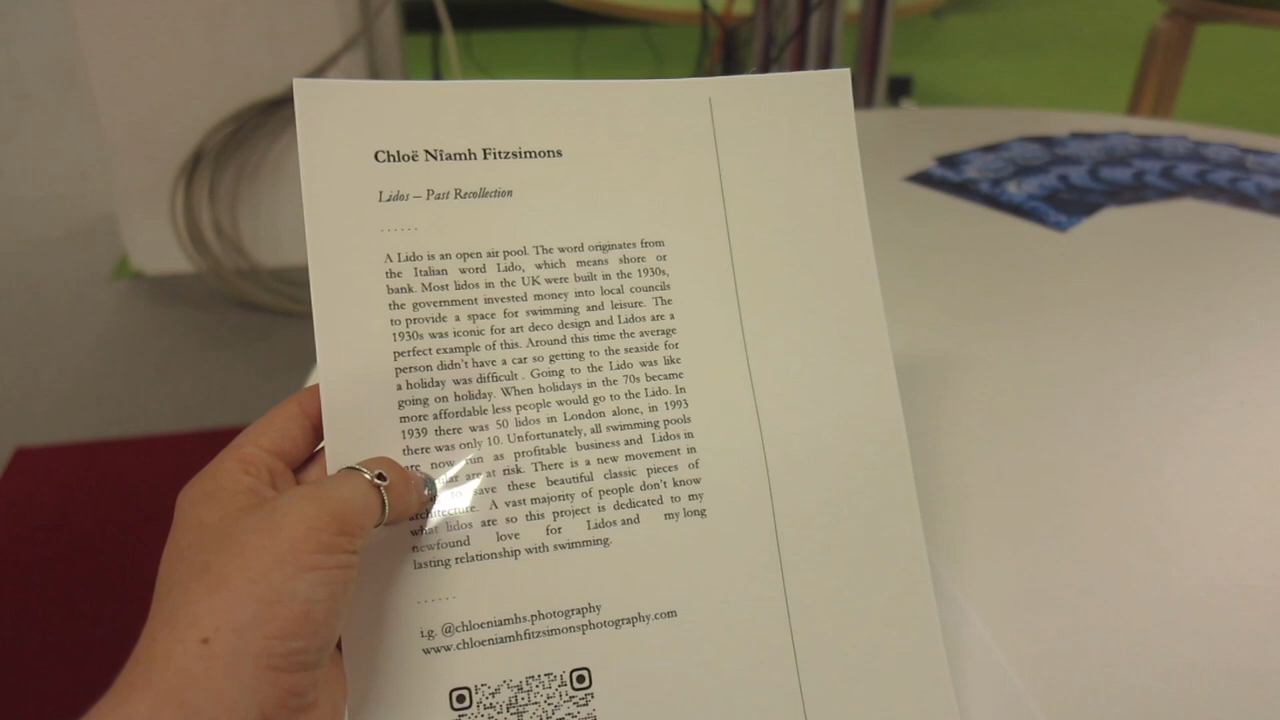 Chloë Nîamh Fitzsimons
Lidos – Past Recollection
......
A Lido is an open air pool. The word originates from
the Italian word Lido, which means shore or
bank. Most lidos in the UK were built in the 1930s,
the government invested money into local councils
to provide a space for swimming and leisure. The
1930s was iconic for art deco design and Lidos are a
perfect example of this. Around this time the average
person didn't have a car so getting to the seaside for
a holiday was difficult . Going to the Lido was like
going on holiday. When holidays in the 70s became
more affordable less people would go to the Lido. In
1939 there was 50 lidos in London alone, in 1993
there was only 10. Unfortunately, all swimming pools
are now run as profitable business and Lidos in
are at risk. There is a new movement in
to save these beautiful classic pieces of
architecture. A vast majority of people don't know
what lidos are so this project is dedicated to my
newfound love for Lidos and my long
lasting relationship with swimming.
......
i.g. @chloeniamhs.photography
www.chloeniamhfitzsimonsphotography.com